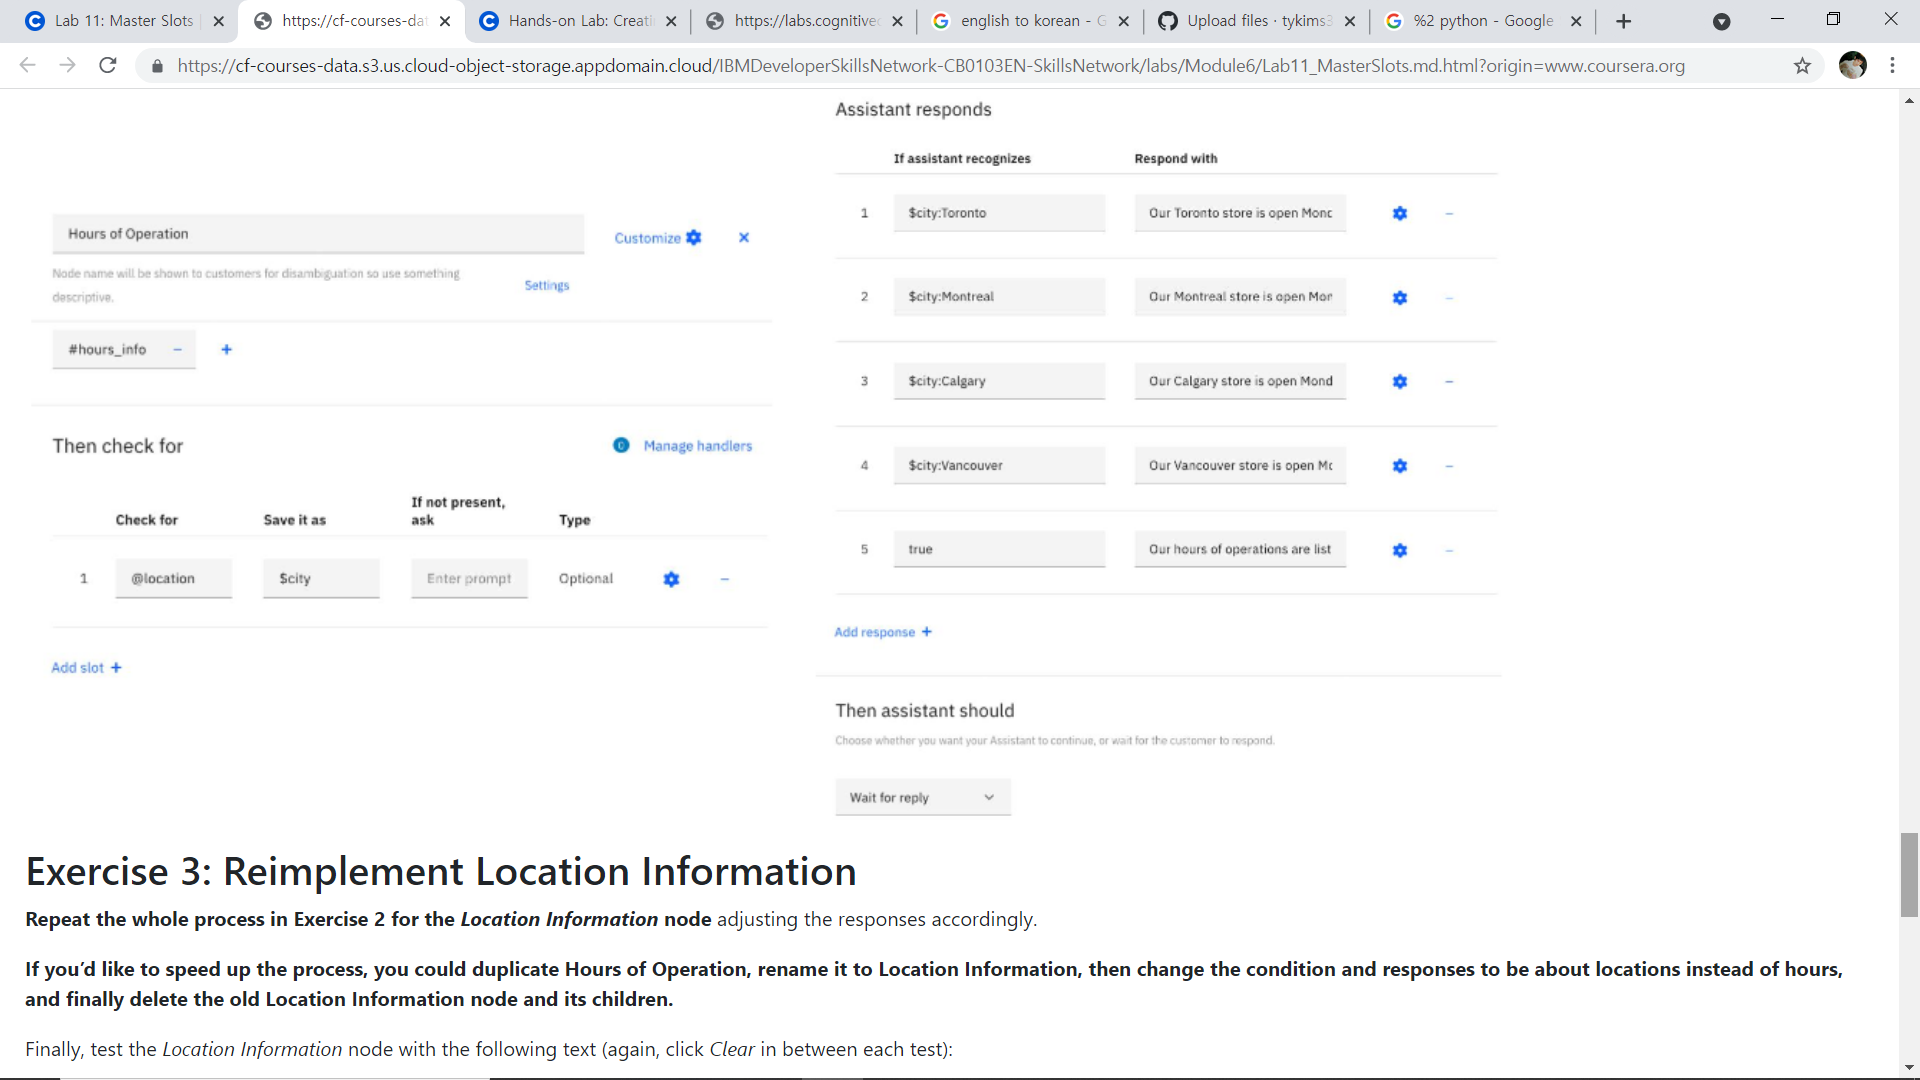 Lab 11: Master Slots
https://cf-courses-dat
Hands-on Lab: Creati
https://labs.cognitivec
english to korean - G
Upload files · tykims3
%2 python - Google
https://cf-courses-data.s3.us.cloud-object-storage.appdomain.cloud/IBMDeveloperSkillsNetwork-CB0103EN-SkillsNetwork/labs/Module6/Lab11_MasterSlots.md.html?origin=www.coursera.org
Hours of Operation
Customize
Node name will be shown to customers for disambiguation so use something
descriptive.
Settings
#hours_info
Then check for
0 Manage handlers
Check for Save it as If not present, ask Type
1 @location $city Enter prompt Optional
Add slot +
Assistant responds
If assistant recognizes Respond with
1 $city:Toronto Our Toronto store is open Monc
2 $city:Montreal Our Montreal store is open Mor
3 $city:Calgary Our Calgary store is open Mond
4 $city:Vancouver Our Vancouver store is open Mc
5 true Our hours of operations are list
Add response +
Then assistant should
Choose whether you want your Assistant to continue, or wait for the customer to respond.
Wait for reply
Exercise 3: Reimplement Location Information
Repeat the whole process in Exercise 2 for the Location Information node adjusting the responses accordingly.
If you’d like to speed up the process, you could duplicate Hours of Operation, rename it to Location Information, then change the condition and responses to be about locations instead of hours,
and finally delete the old Location Information node and its children.
Finally, test the Location Information node with the following text (again, click Clear in between each test):